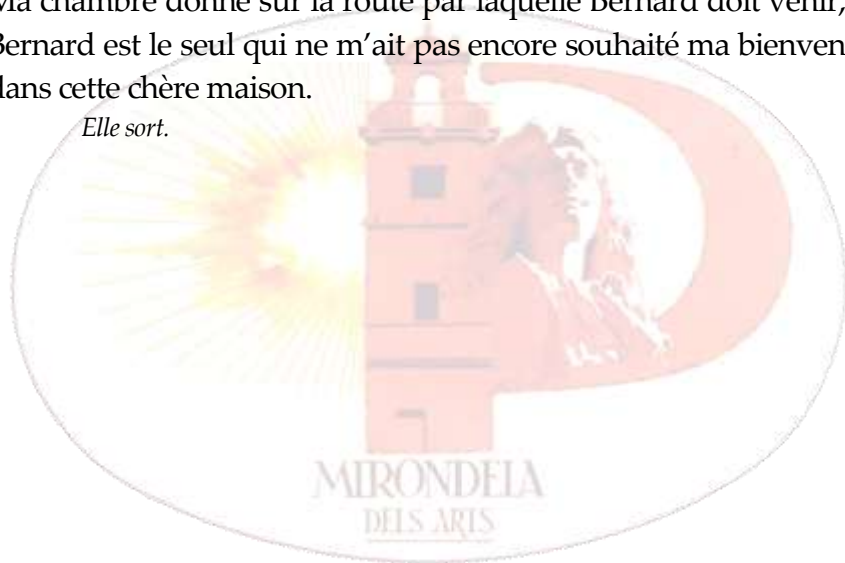 Ma chambre donne sur la route par laquelle Bernard doit venir,
Bernard est le seul qui ne m’ait pas encore souhaité ma bienven
dans cette chère maison.
Elle sort.
MIRONDELA
DELS ARTS